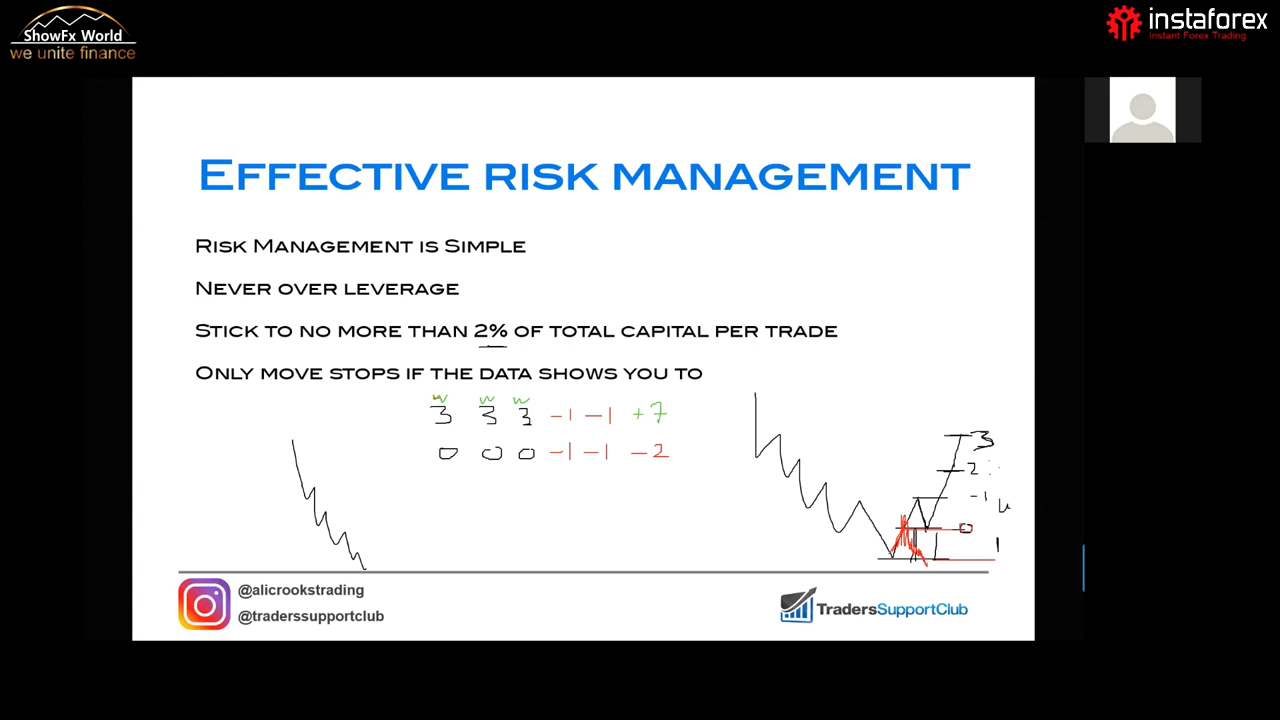 ShowFx World
we unite finance
instaforex
Instant Forex Trading
EFFECTIVE RISK MANAGEMENT
RISK MANAGEMENT IS SIMPLE
NEVER OVER LEVERAGE
STICK TO NO MORE THAN 2% OF TOTAL CAPITAL PER TRADE
ONLY MOVE STOPS IF THE DATA SHOWS YOU TO
W W W
3 3 3 -1 -1 +7
0 0 0 -1 -1 -2
3
2
-1
0
1
@alicrookstrading
@traderssupportclub
TradersSupportClub